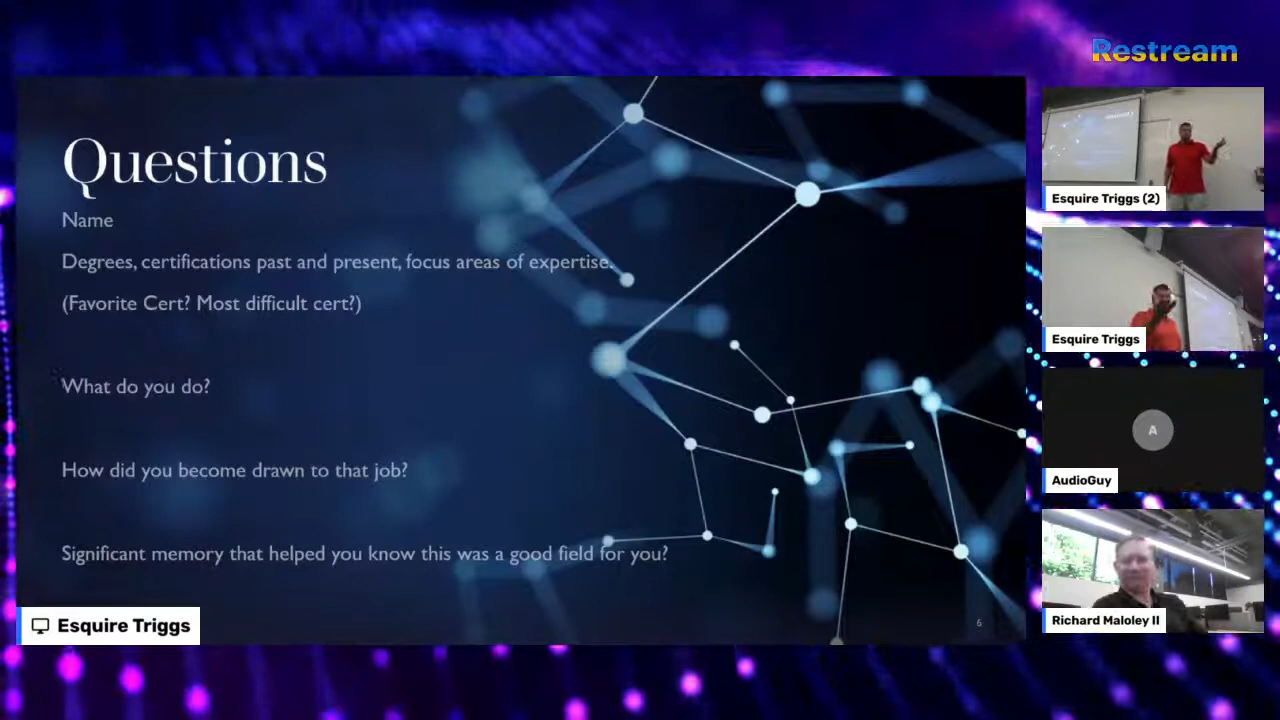 Restream
Questions
Name
Degrees, certifications past and present, focus areas of expertise.
(Favorite Cert? Most difficult cert?)
What do you do?
How did you become drawn to that job?
Significant memory that helped you know this was a good field for you?
6
Esquire Triggs
Esquire Triggs (2)
Esquire Triggs
A
AudioGuy
Richard Maloley II